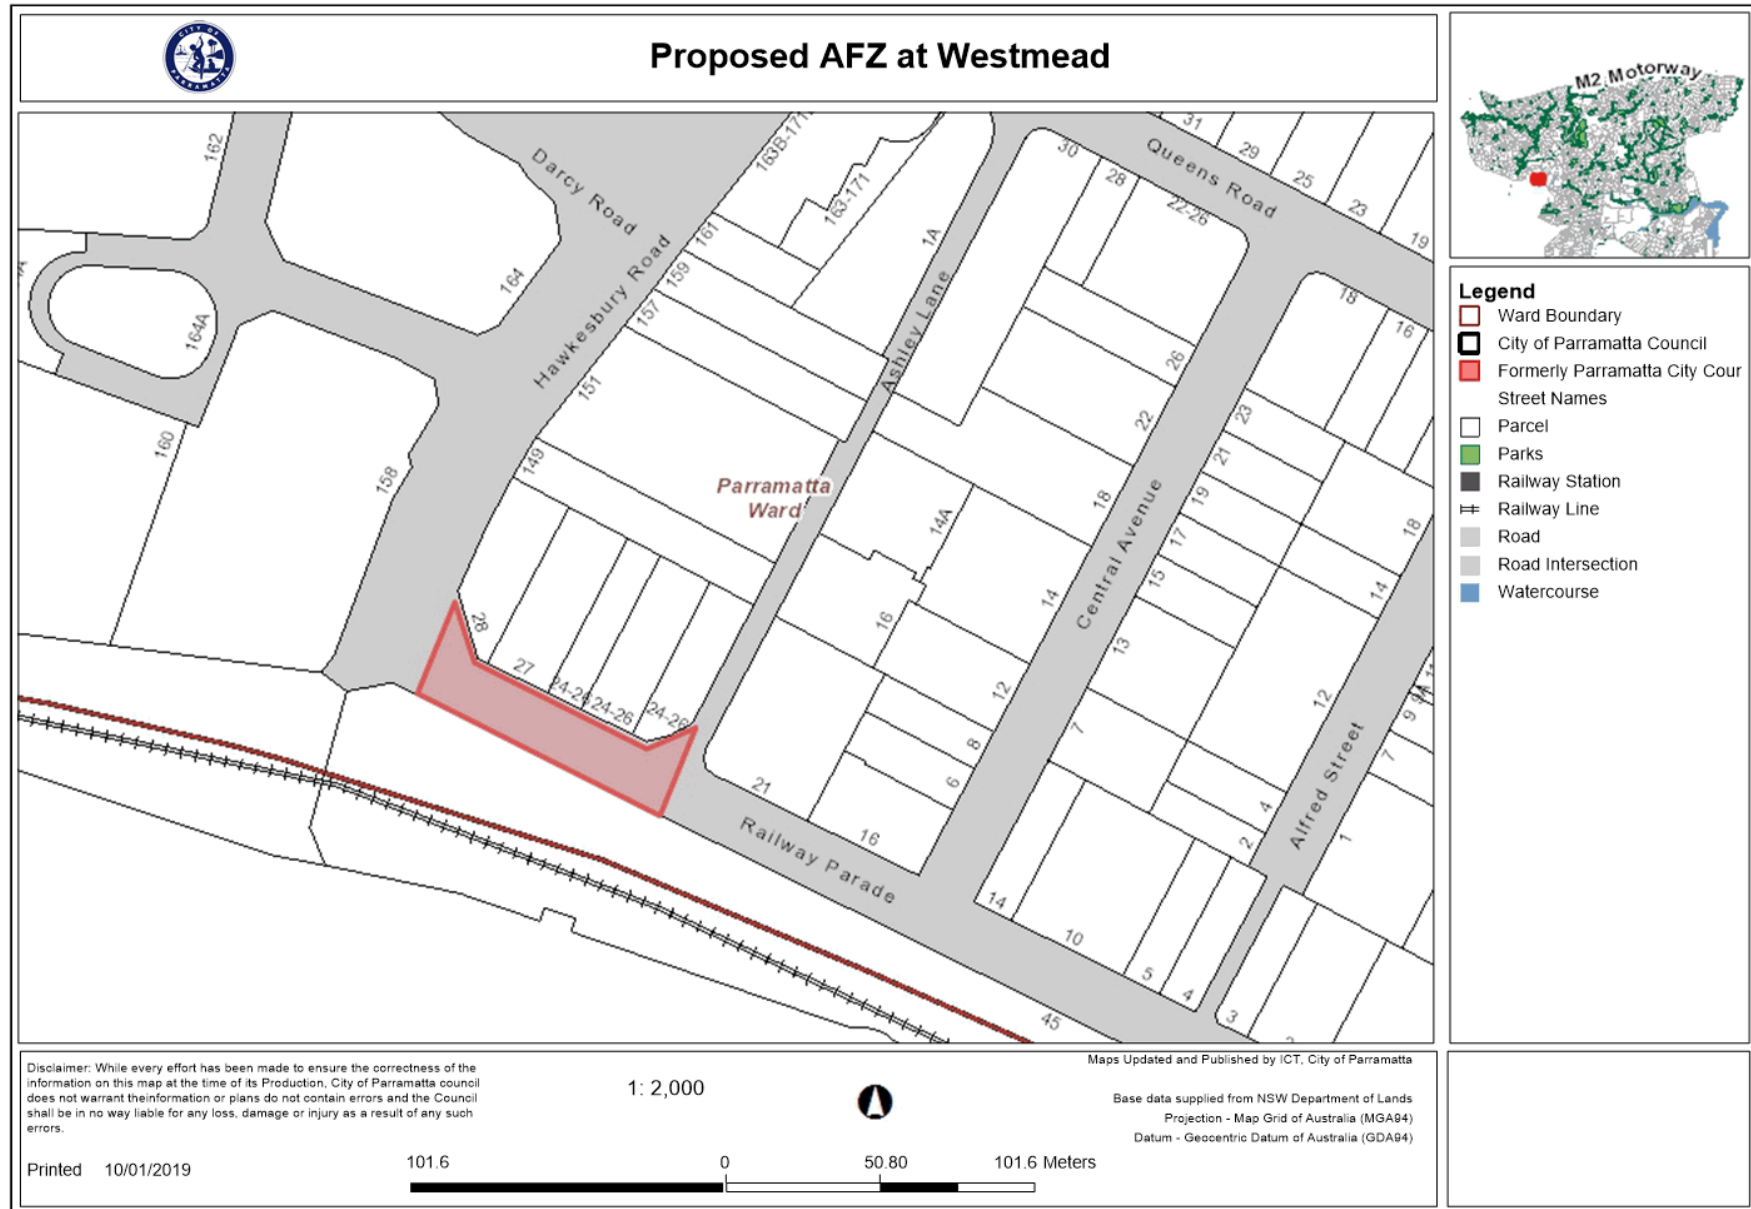 CITY OF
PARRAMATTA
Proposed AFZ at Westmead
M2 Motorway
162
Darcy Road
163B-171
163-171
31
29
25
23
19
Queens Road
30
28
22-26
1A
161
159
157
164
164A
Hawkesbury Road
151
Ashley Lane
18
16
26
22
23
21
19
17
15
13
160
158
149
Parramatta
Ward
14A
18
14
Central Avenue
18
14
28
27
24-26
24-26
24-26
16
12
8
6
7
12
9
9A
11
7
4
2
1
Alfred Street
21
16
Railway Parade
14
10
5
4
3
45
Legend
Ward Boundary
City of Parramatta Council
Formerly Parramatta City Cour
Street Names
Parcel
Parks
Railway Station
Railway Line
Road
Road Intersection
Watercourse
Disclaimer: While every effort has been made to ensure the correctness of the
information on this map at the time of its Production, City of Parramatta council
does not warrant theinformation or plans do not contain errors and the Council
shall be in no way liable for any loss, damage or injury as a result of any such
errors.
Printed 10/01/2019
1: 2,000
101.6 0 50.80 101.6 Meters
Maps Updated and Published by ICT, City of Parramatta
Base data supplied from NSW Department of Lands
Projection - Map Grid of Australia (MGA94)
Datum - Geocentric Datum of Australia (GDA94)